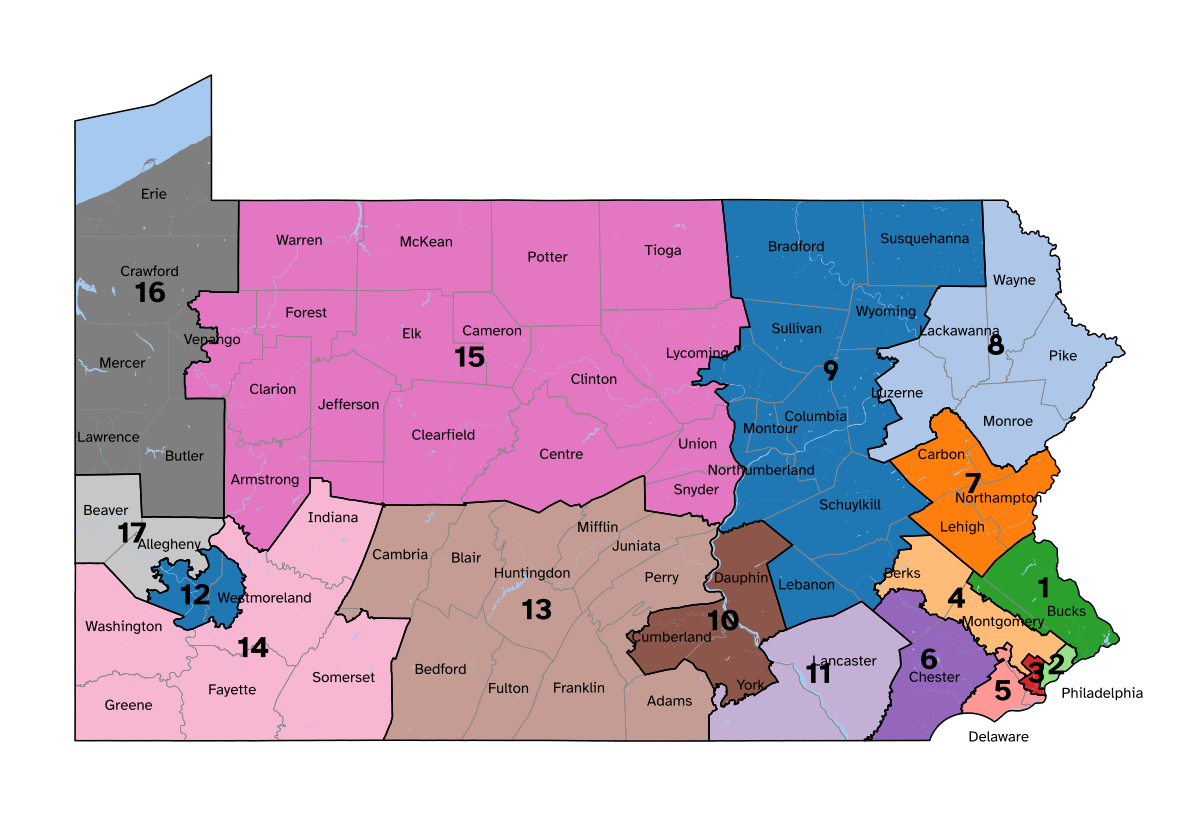 Erie
Warren
McKean
Potter
Tioga
Bradford
Susquehanna
Crawford
16
Wayne
Forest
Elk
Cameron
Sullivan
Wyoming
Lackawanna
Venango
Mercer
15
Lycoming
9
8
Pike
Clarion
Jefferson
Clinton
Luzerne
Columbia
Montour
Monroe
Lawrence
Butler
Clearfield
Centre
Union
Northumberland
Carbon
Armstrong
Snyder
Schuylkill
7
Northampton
Beaver
17
Allegheny
Indiana
Mifflin
Juniata
Lehigh
Cambria
Blair
Huntingdon
Perry
Dauphin
Lebanon
Berks
12
Westmoreland
13
4
1
Bucks
Washington
14
Cumberland
10
Montgomery
Bedford
Somerset
Fayette
Greene
Fulton
Franklin
Adams
York
11
Lancaster
6
Chester
5
3
2
Philadelphia
Delaware